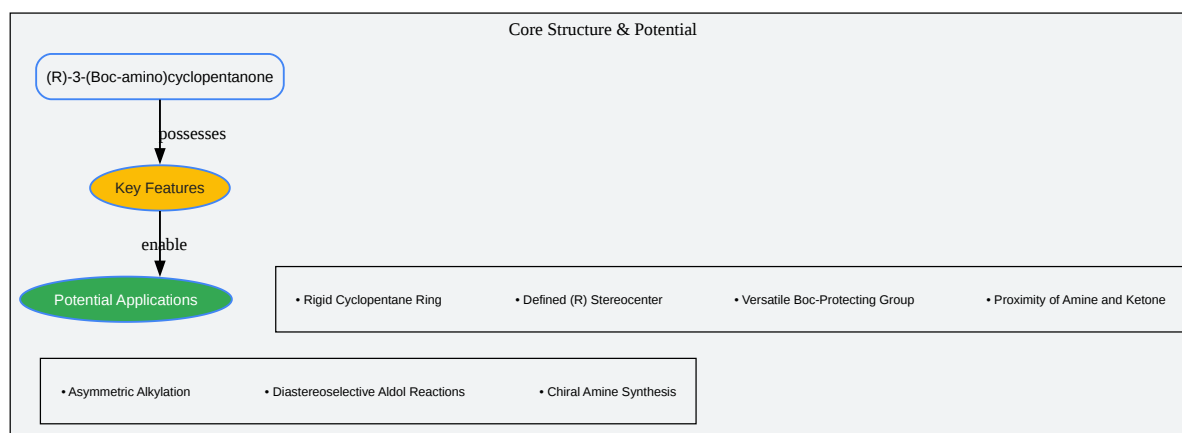 Core Structure & Potential
(R)-3-(Boc-amino)cyclopentanone
possesses
Key Features
enable
Potential Applications
• Rigid Cyclopentane Ring
• Defined (R) Stereocenter
• Versatile Boc-Protecting Group
• Proximity of Amine and Ketone
• Asymmetric Alkylation
• Diastereoselective Aldol Reactions
• Chiral Amine Synthesis